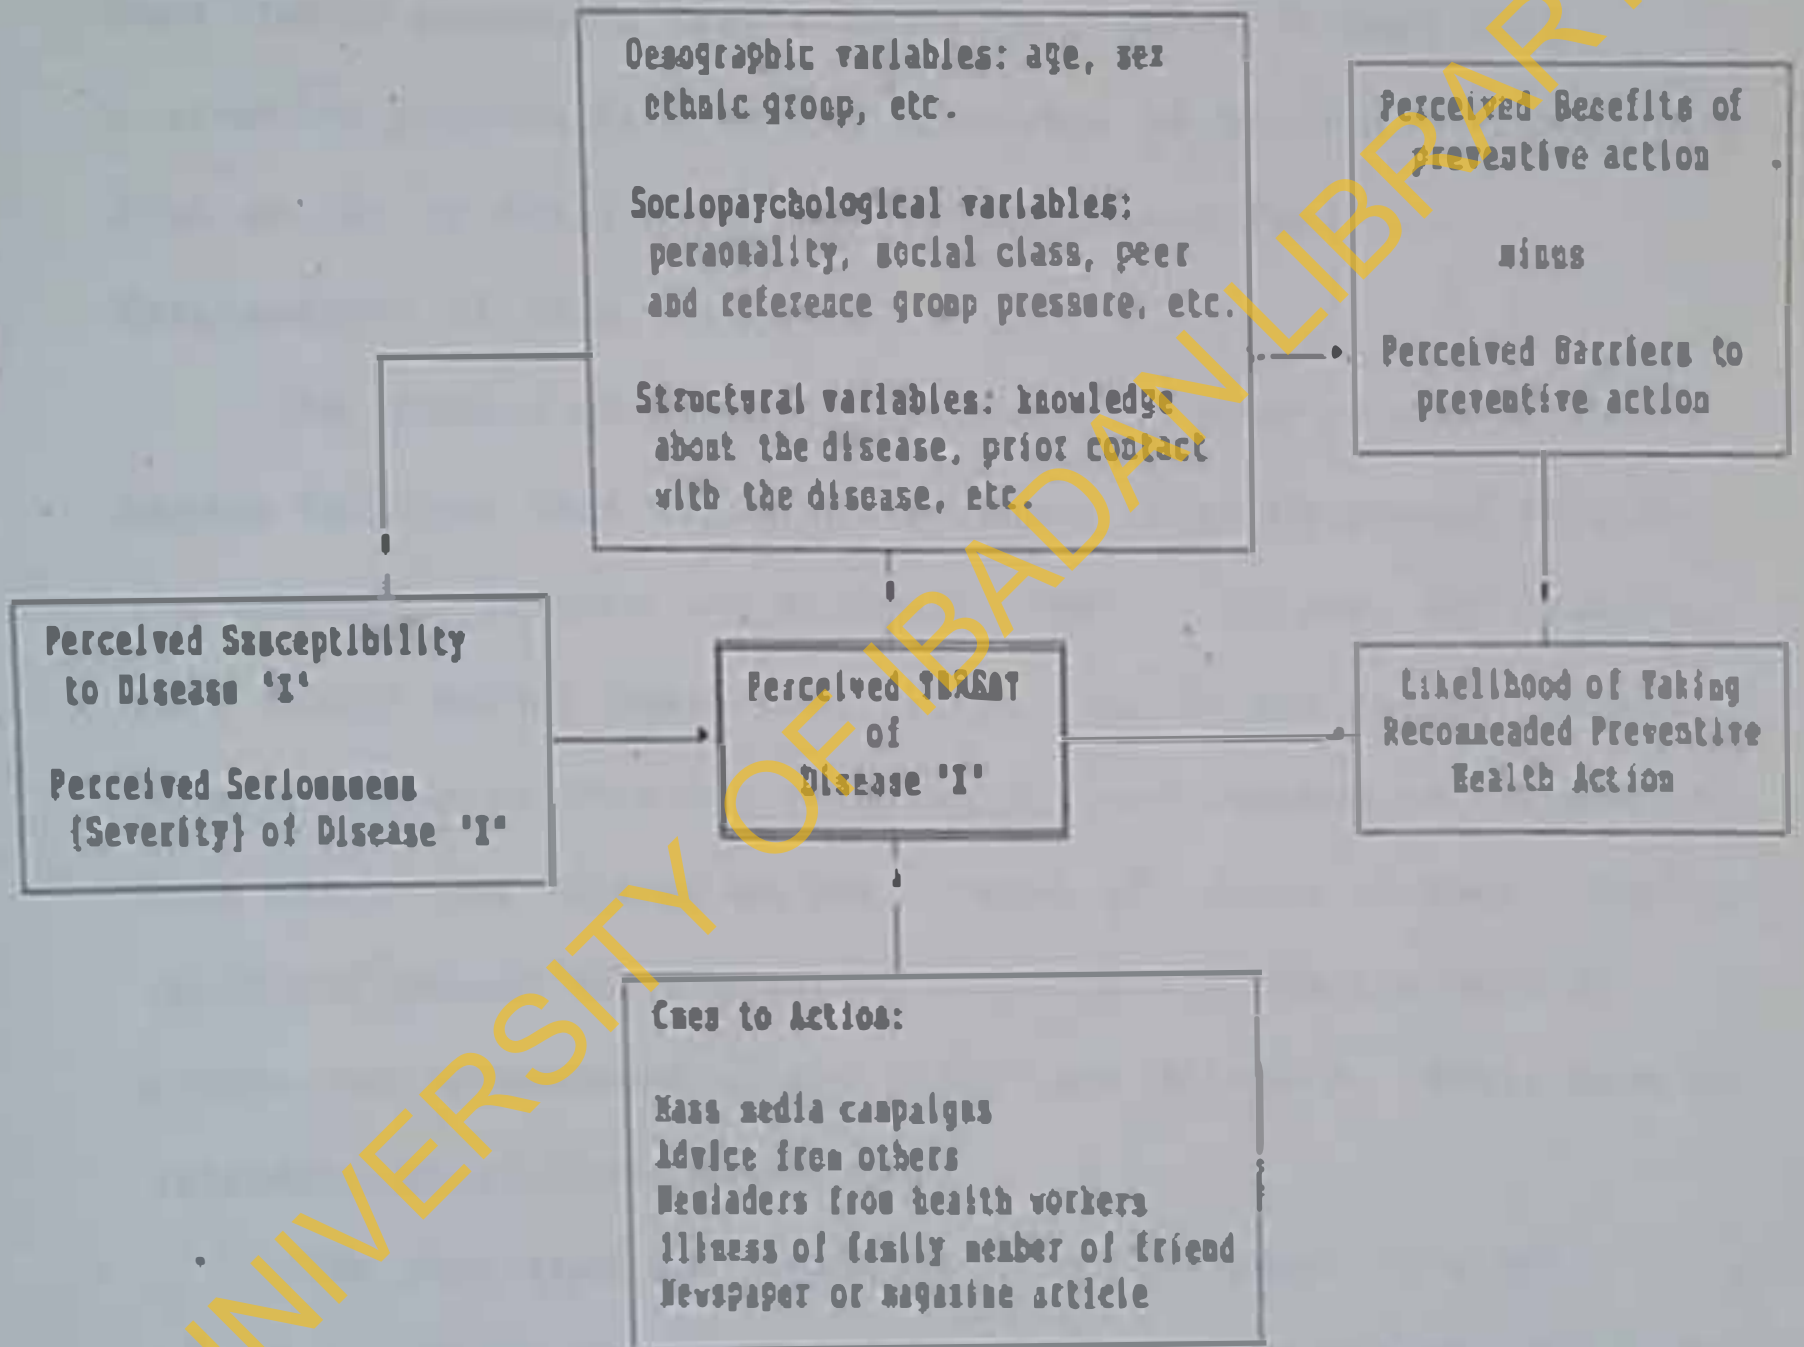 Demographic variables: age, sex
ethnic group, etc.
Sociopsychological variables:
personality, social class, peer
and reference group pressure, etc.
Structural variables: knowledge
about the disease, prior contact
with the disease, etc.
Perceived Benefits of
preventive action
minus
Perceived Barriers to
preventive action
Perceived Susceptibility
to Disease "X"
Perceived Seriousness
(Severity) of Disease "X"
Perceived THREAT
of
Disease "X"
Likelihood of Taking
Recommended Preventive
Health Action
Cues to Action:
Mass media campaigns
Advice from others
Reminders from health workers
Illness of family member of friend
Newspaper or magazine article
UNIVERSITY OF IBADAN LIBRARY